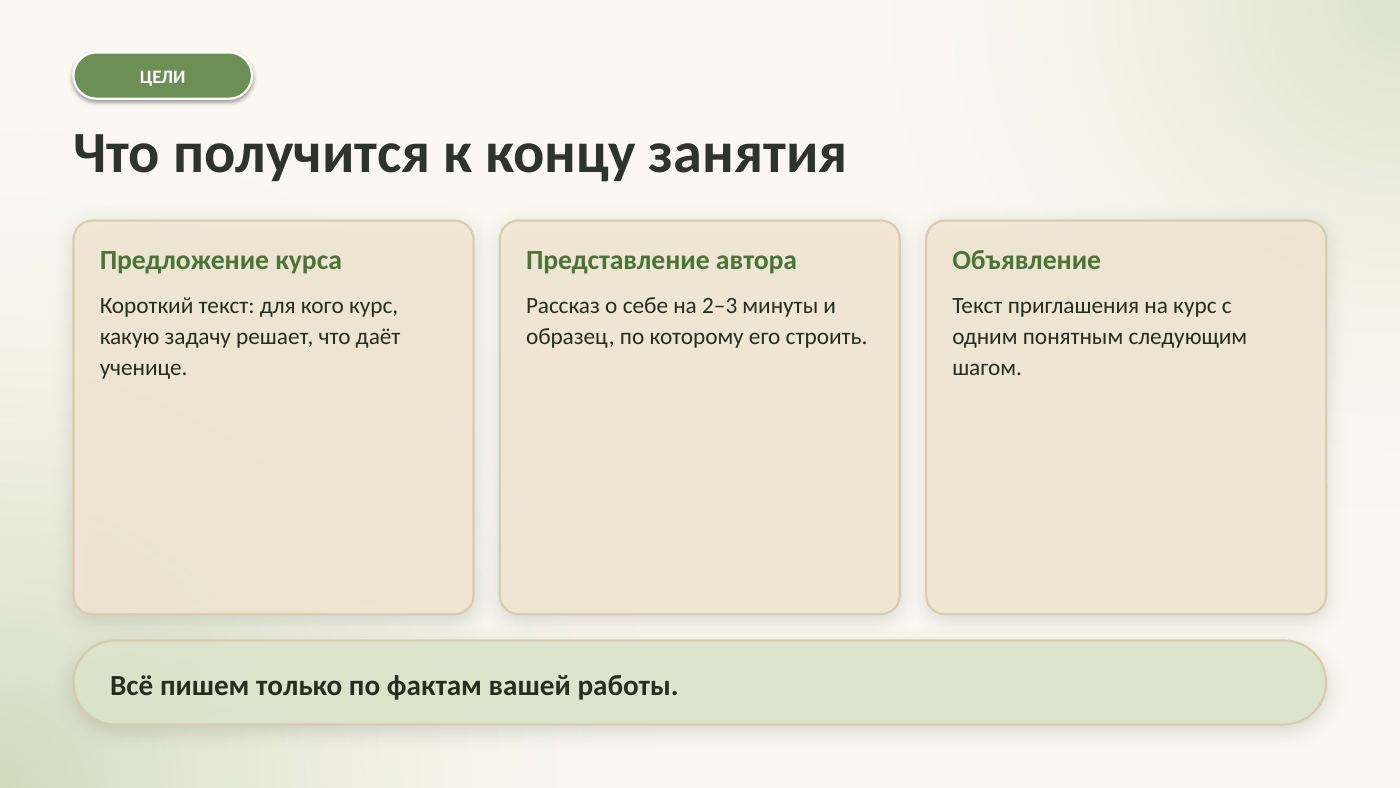 ЦЕЛИ
Что получится к концу занятия
Предложение курса
Короткий текст: для кого курс,
какую задачу решает, что даёт
ученице.
Представление автора
Рассказ о себе на 2–3 минуты и
образец, по которому его строить.
Объявление
Текст приглашения на курс с
одним понятным следующим
шагом.
Всё пишем только по фактам вашей работы.